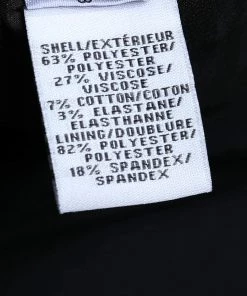 SHELL/EXTÉRIEUR
63% POLYESTER/
POLYESTER
27% VISCOSE/
VISCOSE
7% COTTON/COTON
3% ELASTANE/
ELASTHANNE
LINING/DOUBLURE
82% POLYESTER/
POLYESTER
18% SPANDEX/
SPANDEX